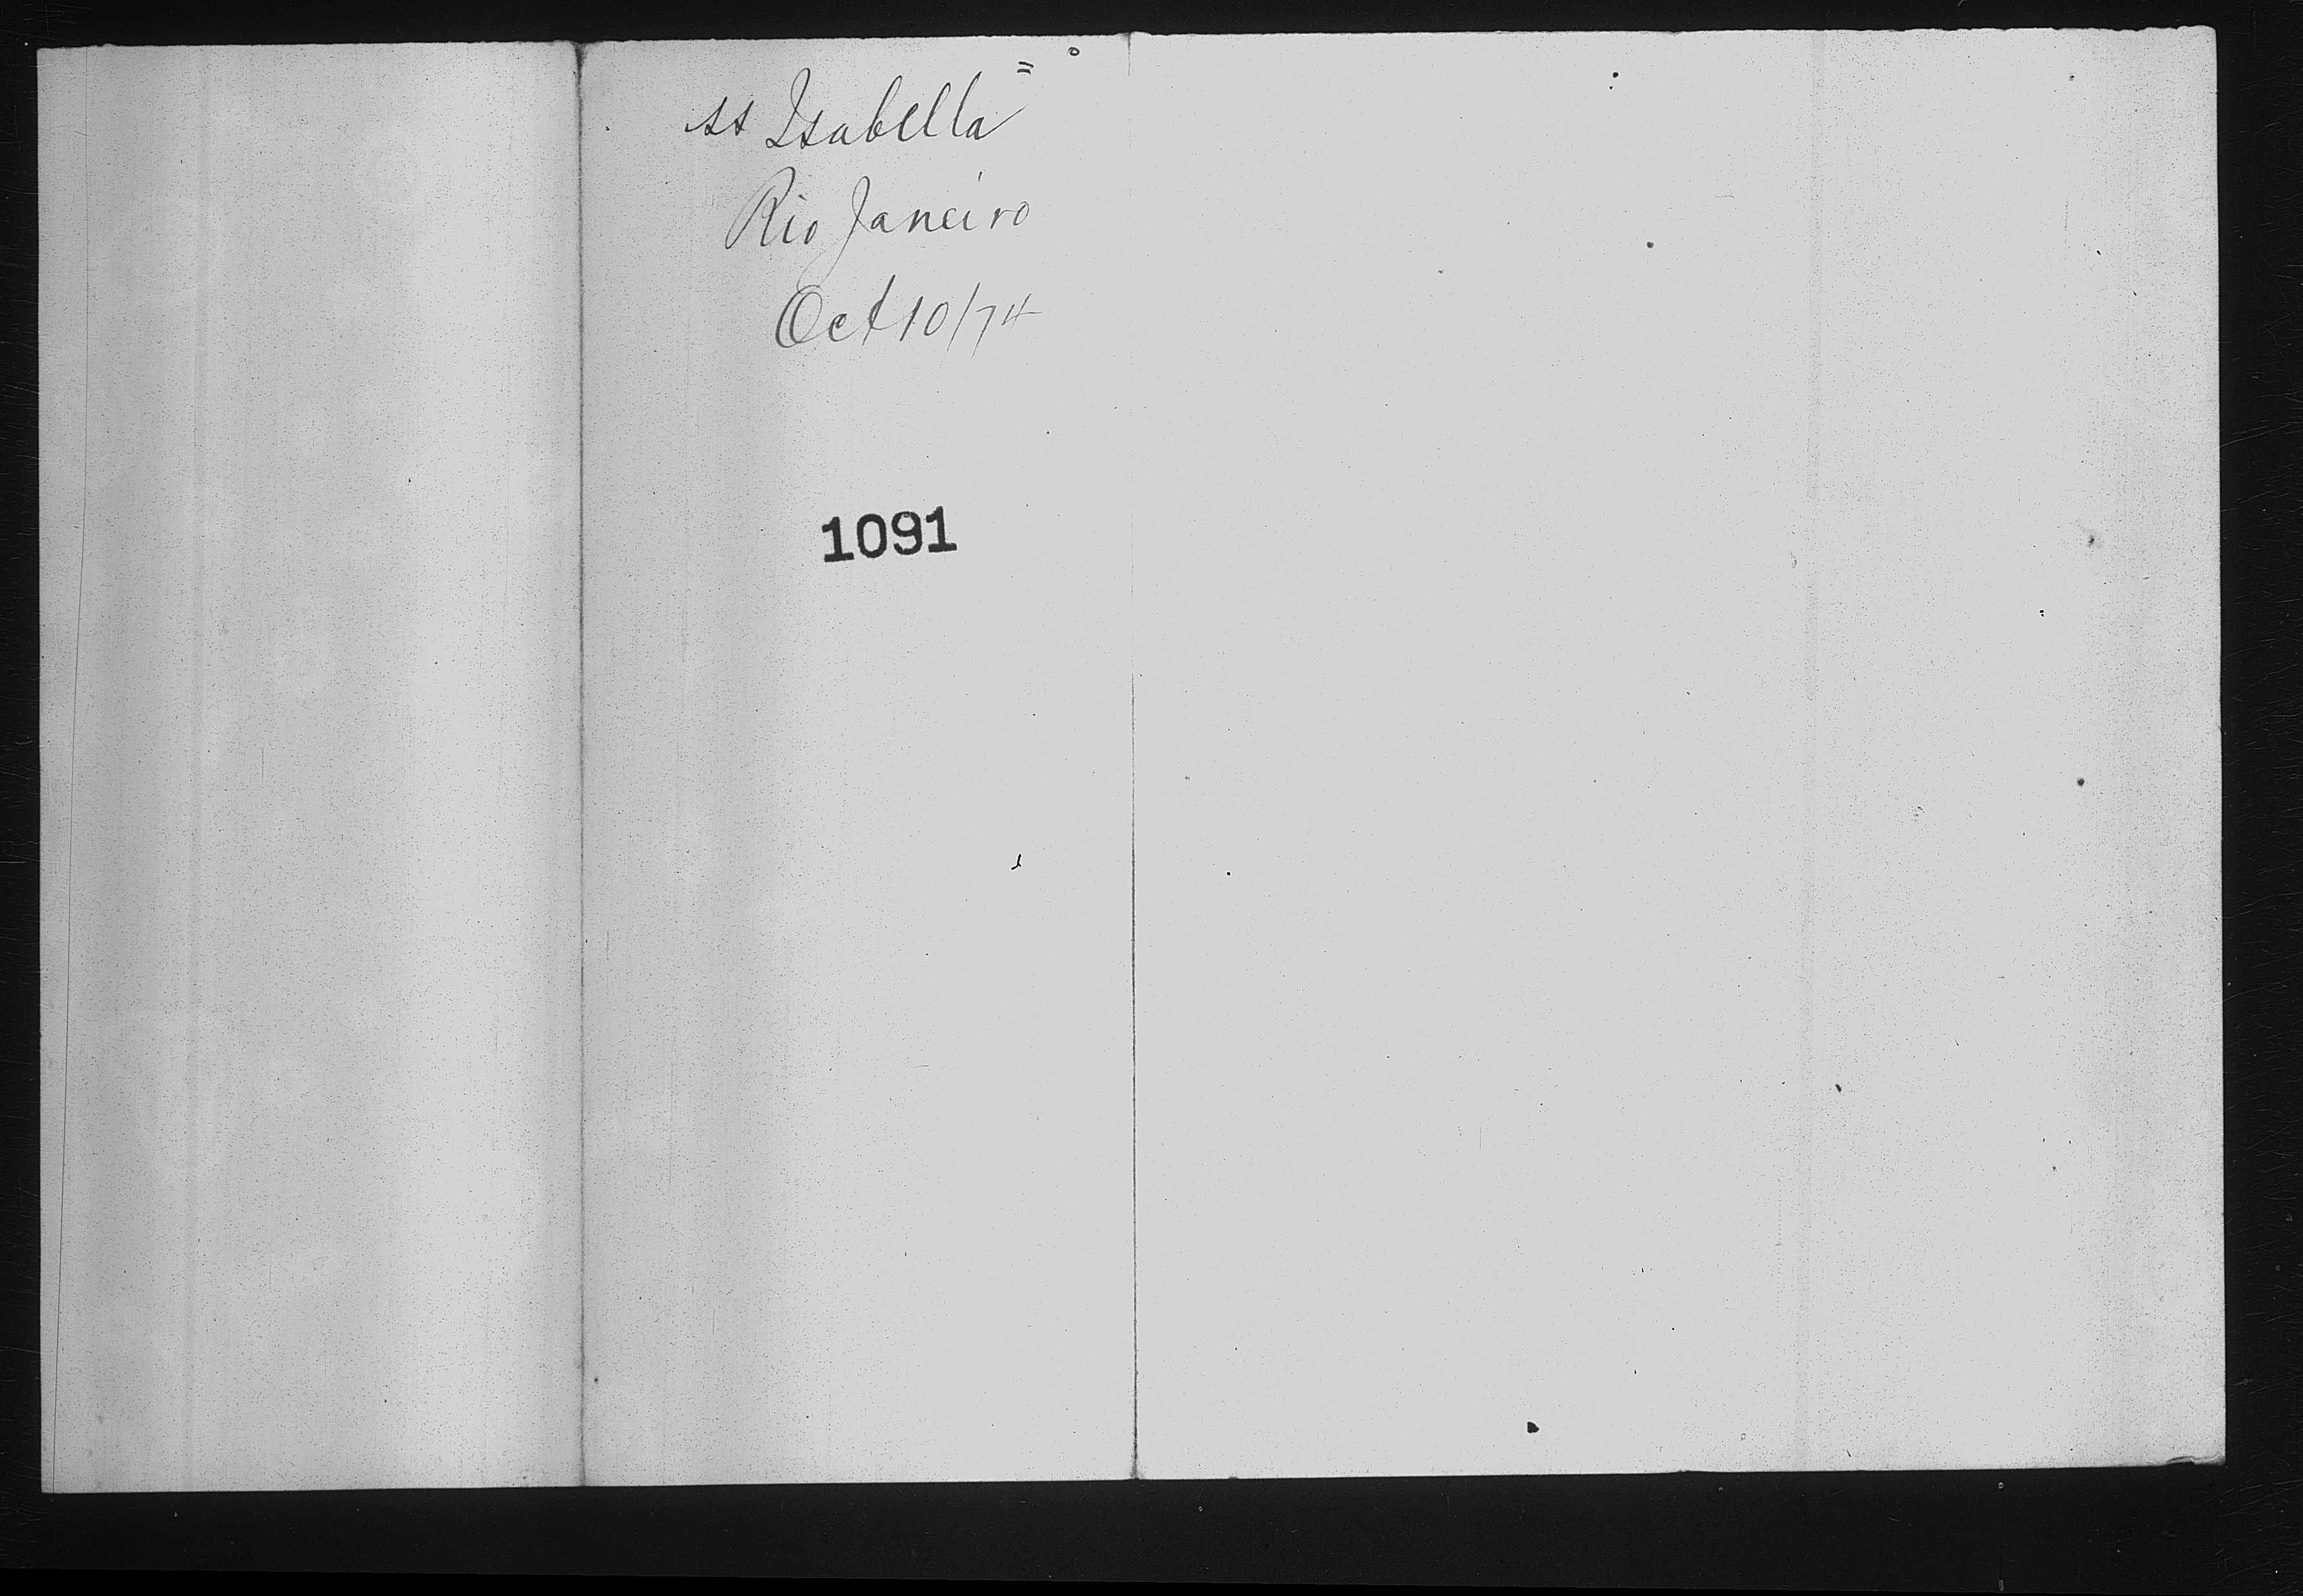 ss Isabella"
Rio Janeiro
Oct 10/74
1091